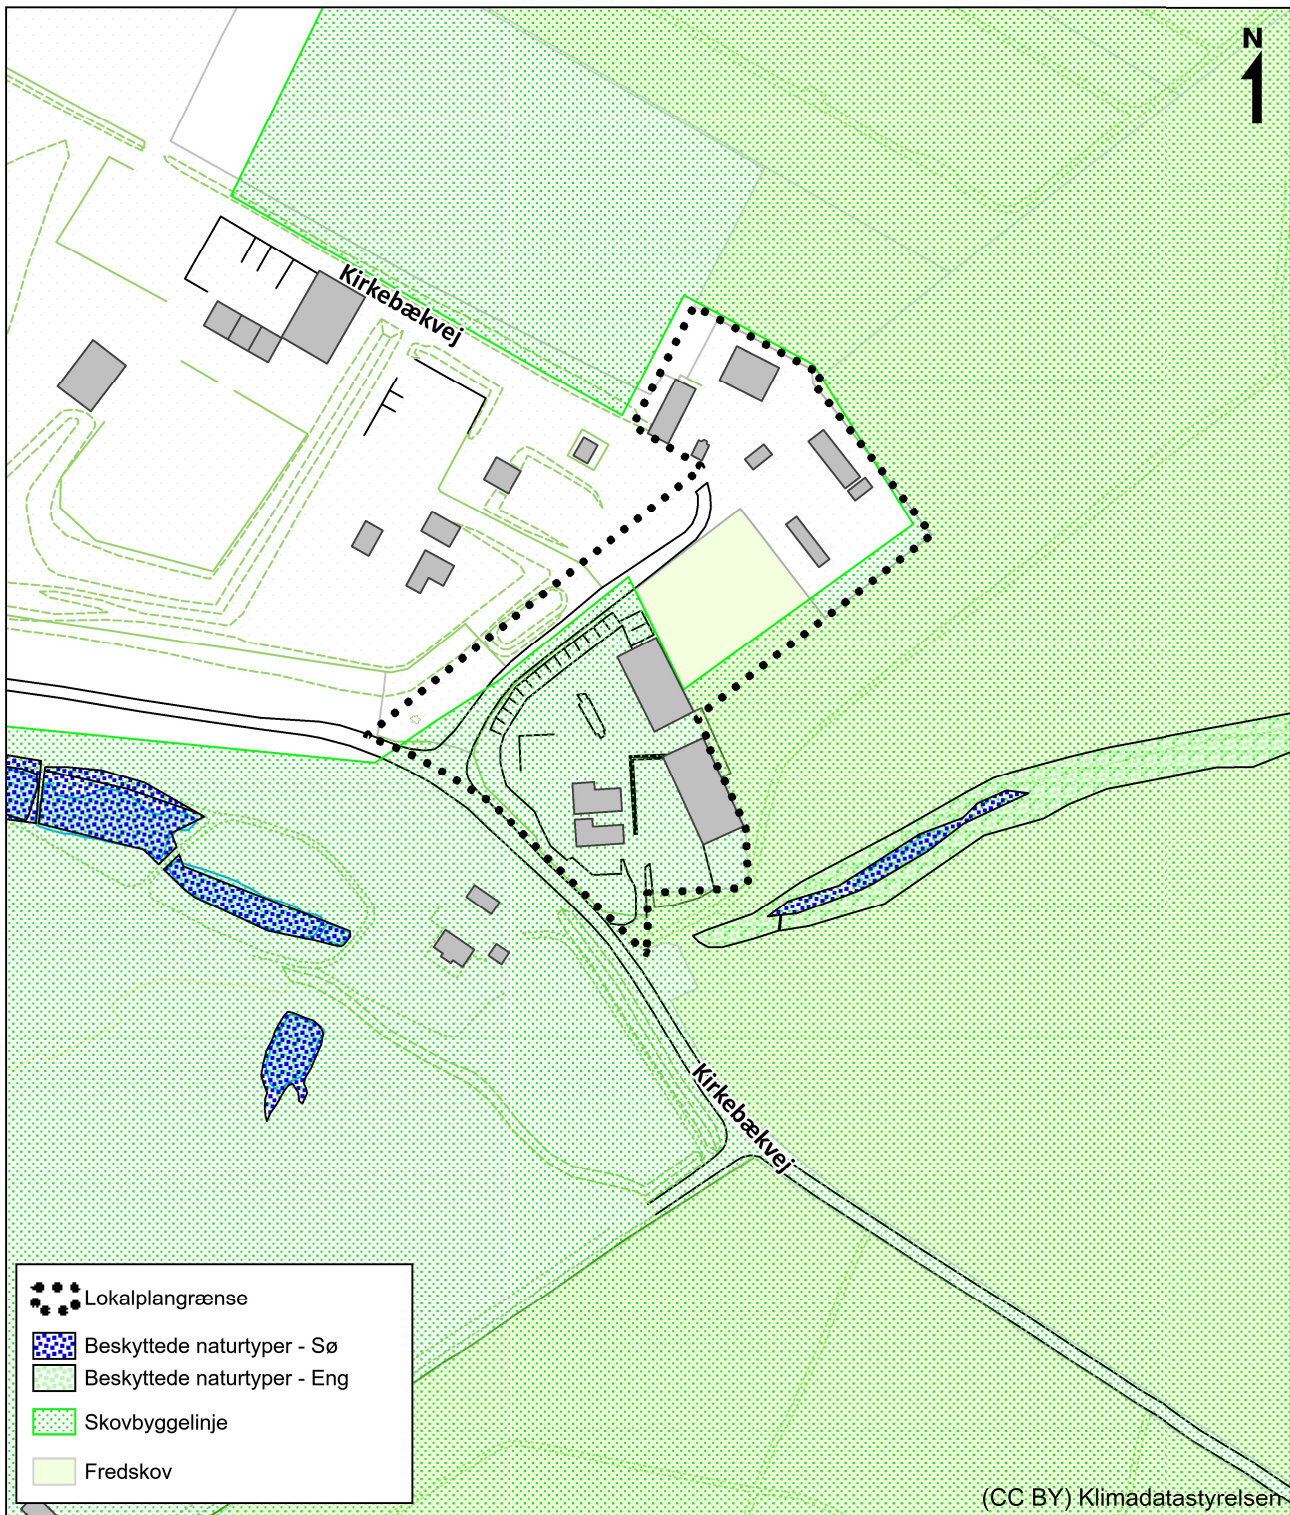 N
Kirkebækvej
Kirkebækvej
Lokalplangrænse
Beskyttede naturtyper - Sø
Beskyttede naturtyper - Eng
Skovbyggelinje
Fredskov
(CC BY) Klimadatastyrelsen